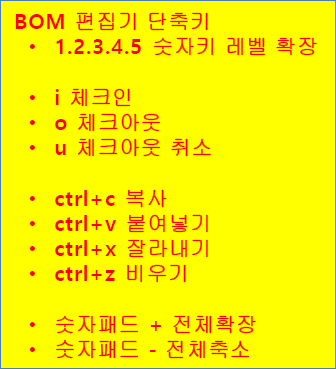 BOM 편집기 단축키
• 1.2.3.4.5 숫자키 레벨 확장
• i 체크인
• o 체크아웃
• u 체크아웃 취소
• ctrl+c 복사
• ctrl+v 붙여넣기
• ctrl+x 잘라내기
• ctrl+z 비우기
• 숫자패드 + 전체확장
• 숫자패드 - 전체축소